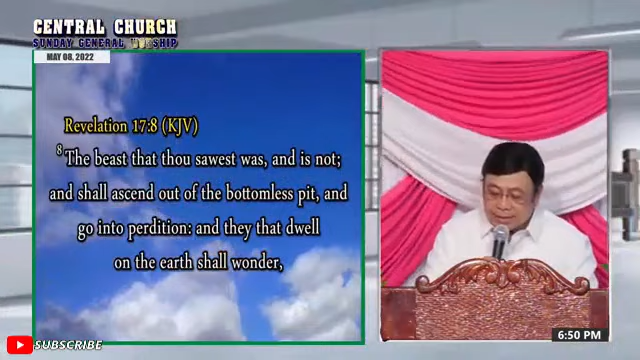 CENTRAL CHURCH
SUNDAY GENERAL WORSHIP
MAY 08, 2022
Revelation 17:8 (KJV)
8 The beast that thou sawest was, and is not;
and shall ascend out of the bottomless pit, and
go into perdition: and they that dwell
on the earth shall wonder,
SUBSCRIBE
6:50 PM